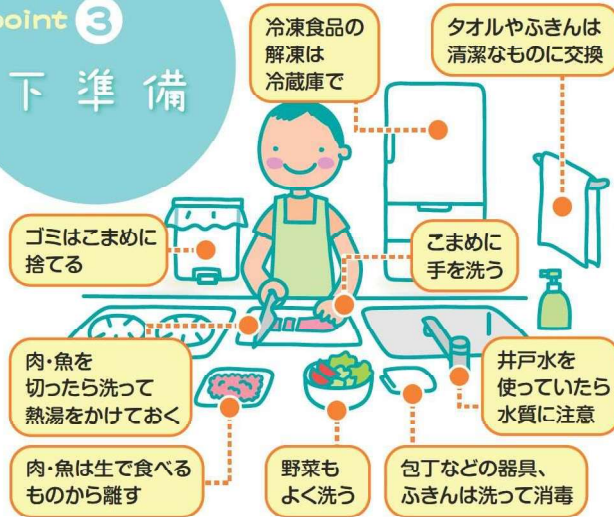 point 3
下準備
冷凍食品の
解凍は
冷蔵庫で
タオルやふきんは
清潔なものに交換
ゴミはこまめに
捨てる
こまめに
手を洗う
肉・魚を
切ったら洗って
熱湯をかけておく
井戸水を
使っていたら
水質に注意
肉・魚は生で食べる
ものから離す
野菜も
よく洗う
包丁などの器具、
ふきんは洗って消毒